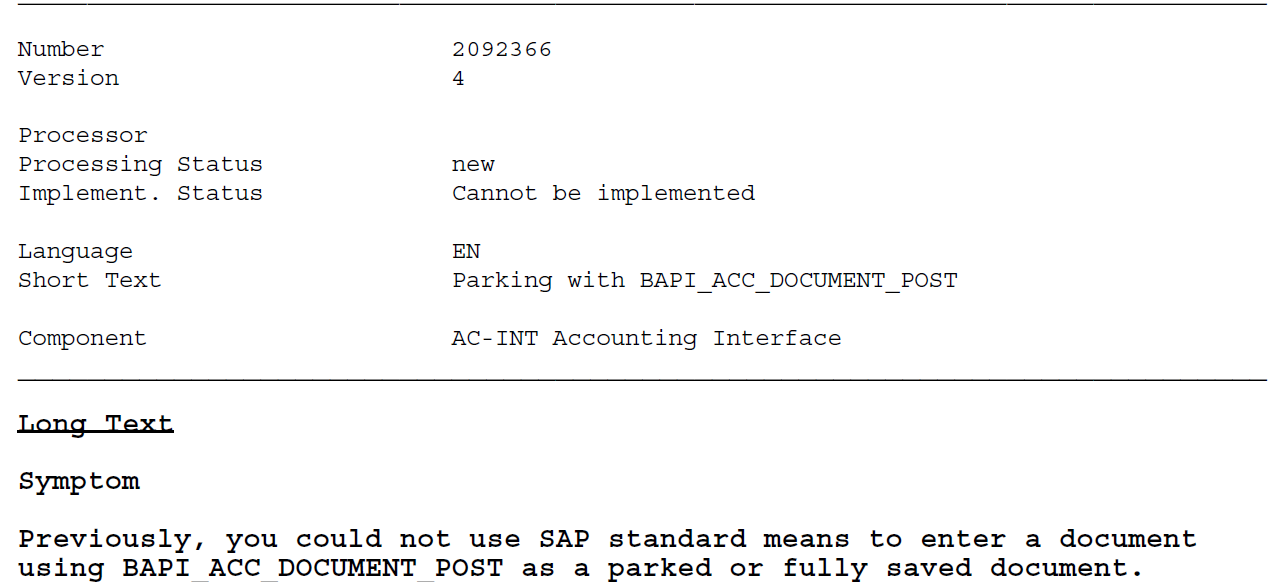 Number 2092366
Version 4
Processor
Processing Status new
Implement. Status Cannot be implemented
Language EN
Short Text Parking with BAPI_ACC_DOCUMENT_POST
Component AC-INT Accounting Interface
Long Text
Symptom
Previously, you could not use SAP standard means to enter a document
using BAPI_ACC_DOCUMENT_POST as a parked or fully saved document.